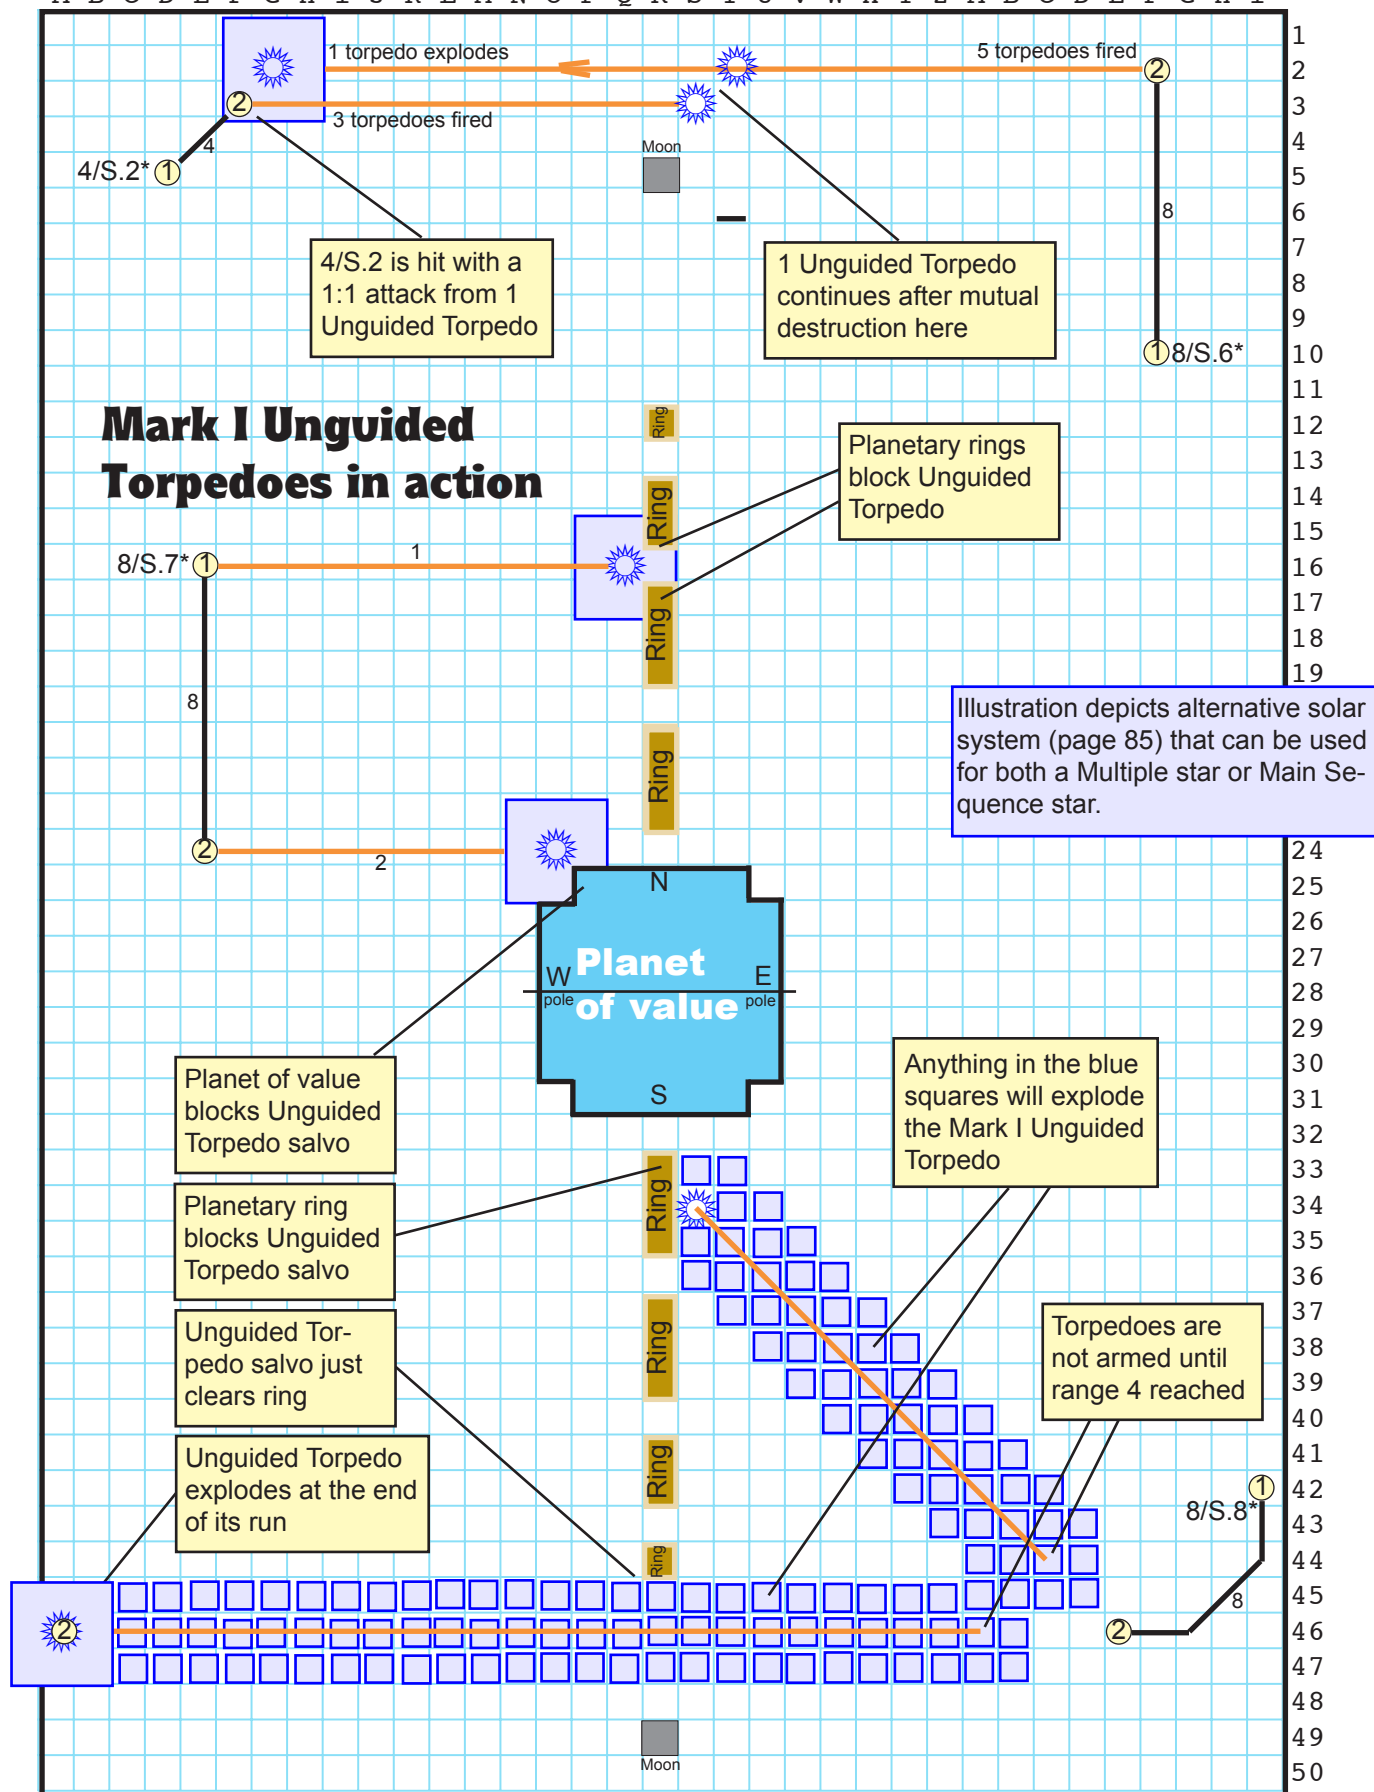 1
1 torpedo explodes
5 torpedoes fired
2
2
2
3
3 torpedoes fired
4
4
Moon
4/S.2*
1
5
8
6
7
4/S.2 is hit with a
1:1 attack from 1
Unguided Torpedo
1 Unguided Torpedo
continues after mutual
destruction here
8
9
1
8/S.6*
10
11
Mark I Unguided
Torpedoes in action
Ring
12
Planetary rings
block Unguided
Torpedo
13
14
Ring
15
8/S.7*
1
1
16
17
Ring
18
19
8
Illustration depicts alternative solar
system (page 85) that can be used
for both a Multiple star or Main Se-
quence star.
Ring
2
2
24
N
25
26
Planet
of value
W
pole
E
pole
27
28
29
S
30
31
32
Planet of value
blocks Unguided
Torpedo salvo
Anything in the blue
squares will explode
the Mark I Unguided
Torpedo
33
Planetary ring
blocks Unguided
Torpedo salvo
Ring
34
35
36
Unguided Tor-
pedo salvo just
clears ring
Ring
37
Torpedoes are
not armed until
range 4 reached
38
39
40
Unguided Torpedo
explodes at the end
of its run
Ring
41
1
42
8/S.8*
43
Ring
44
45
8
2
2
46
47
48
Moon
49
50